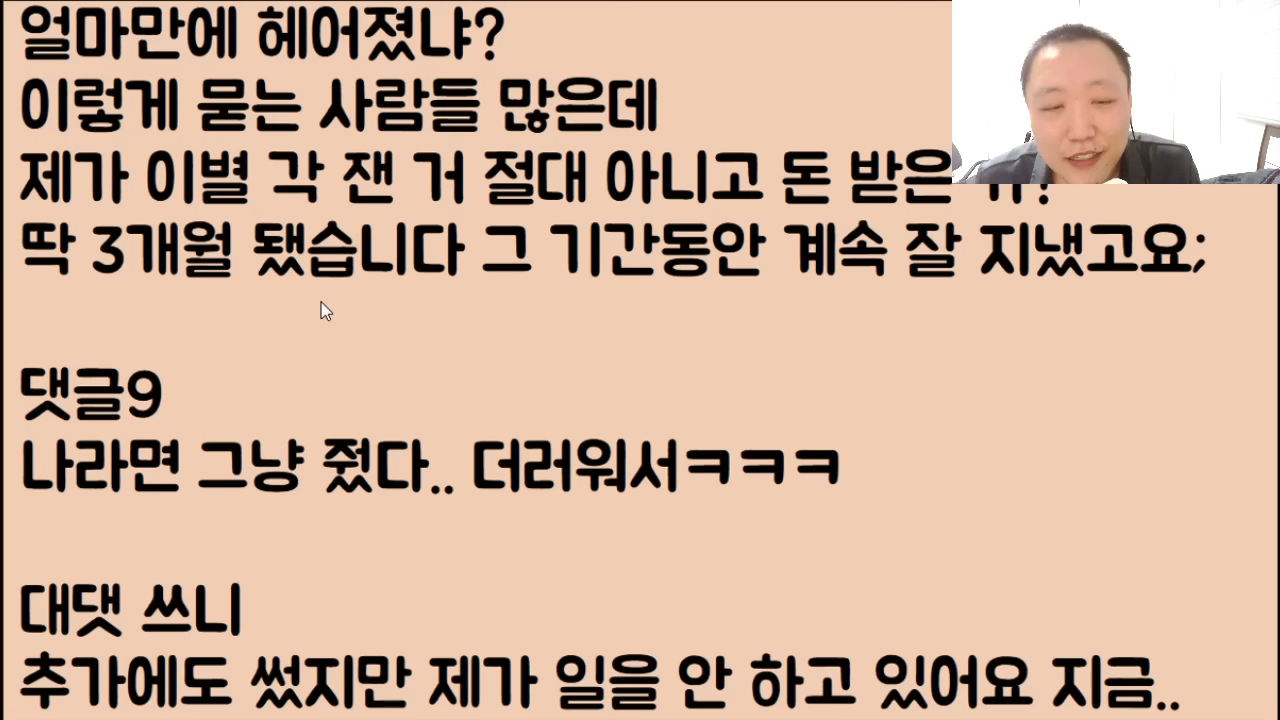 얼마만에 헤어졌냐?
이렇게 묻는 사람들 많은데
제가 이별 각 잰 거 절대 아니고 돈 받은
딱 3개월 됐습니다 그 기간동안 계속 잘 지냈고요;
댓글9
나라면 그냥 줬다.. 더러워서ㅋㅋㅋ
대댓 쓰니
추가에도 썼지만 제가 일을 안 하고 있어요 지금..